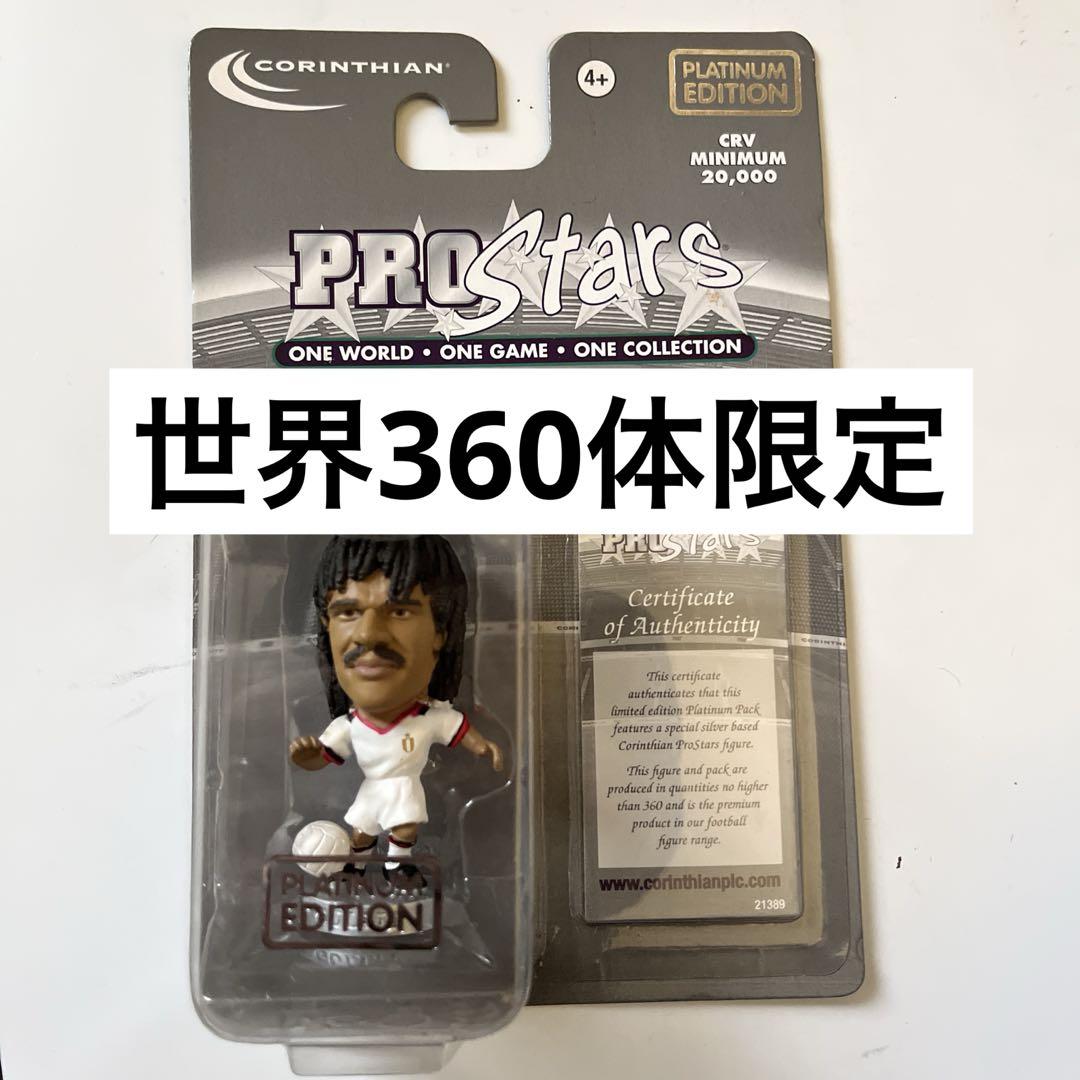 CORINTHIAN
4+
PLATINUM
EDITION
CRV
MINIMUM
20,000
PROStars
ONE WORLD • ONE GAME • ONE COLLECTION
世界360体限定
PROStars
Certificate
of Authenticity
This certificate
authenticates that this
limited edition Platinum Pack
features a special silver based
Corinthian ProStars figure.
This figure and pack are
produced in quantities no higher
than 360 and is the premium
product in our football
figure range.
www.corinthianplc.com
21389
PLATINUM
EDITION